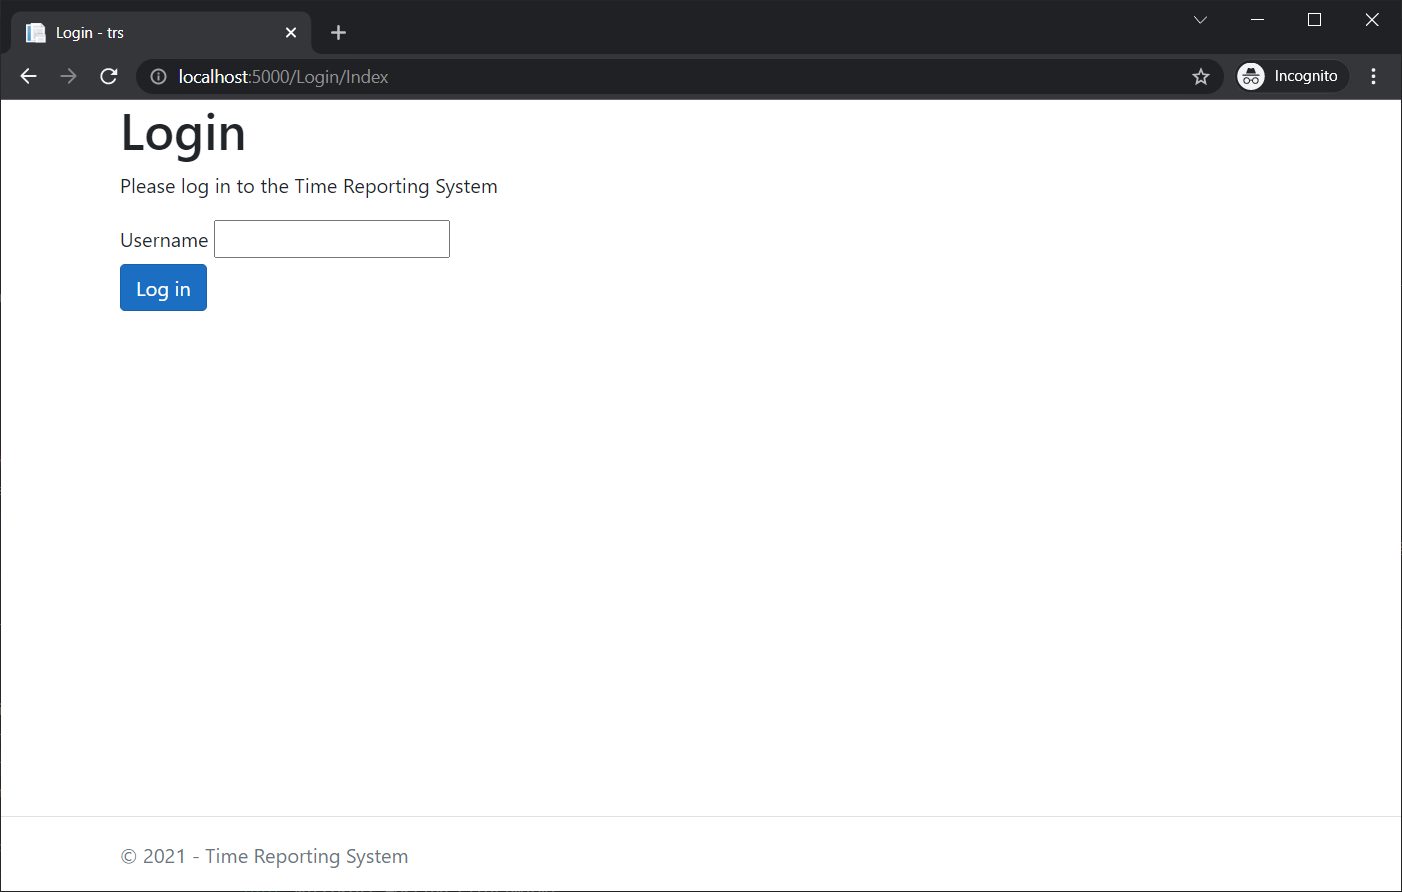 Login - trs
localhost:5000/Login/Index
Incognito
Login
Please log in to the Time Reporting System
Username
Log in
© 2021 - Time Reporting System